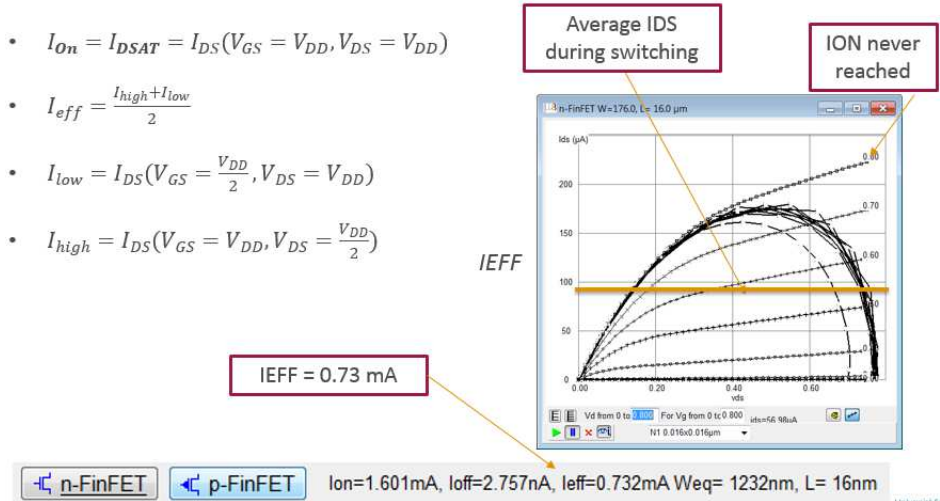 • I_On = I_DSAT = I_DS(V_GS = V_DD, V_DS = V_DD)
• I_eff = (I_high+I_low)/2
• I_low = I_DS(V_GS = V_DD/2, V_DS = V_DD)
• I_high = I_DS(V_GS = V_DD, V_DS = V_DD/2)
Average IDS
during switching
ION never
reached
n-FinFET W=176.0, L= 16.0 µm
Ids (µA)
0.80
200
0.70
150
0.60
IEFF
100
50
0
0.00 0.20 0.40 0.60
vds
Vd from 0 to 0.800 For Vg from 0 to 0.800 ids=56.98uA
N1 0.016x0.016µm
IEFF = 0.73 mA
n-FinFET p-FinFET Ion=1.601mA, Ioff=2.757nA, Ieff=0.732mA Weq= 1232nm, L= 16nm